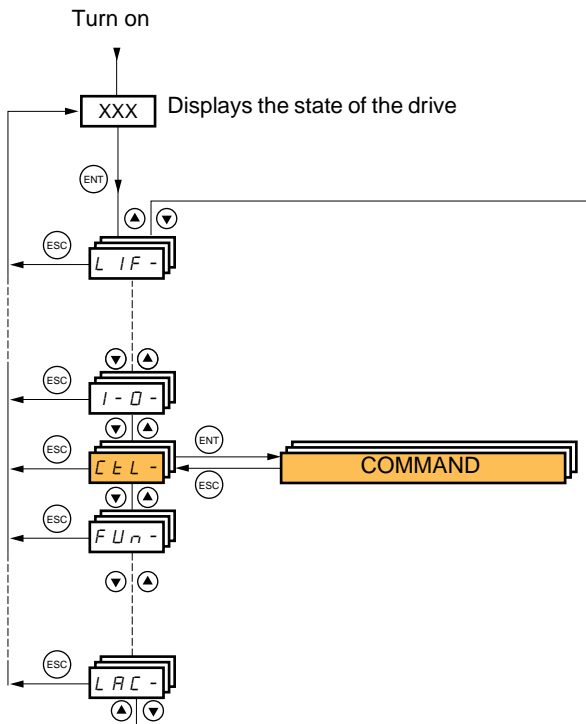 Turn on
XXX
Displays the state of the drive
ENT
ESC
L IF -
ESC
I - O -
ENT
ESC
CtL -
COMMAND
ESC
ESC
FUn -
ESC
LAC -